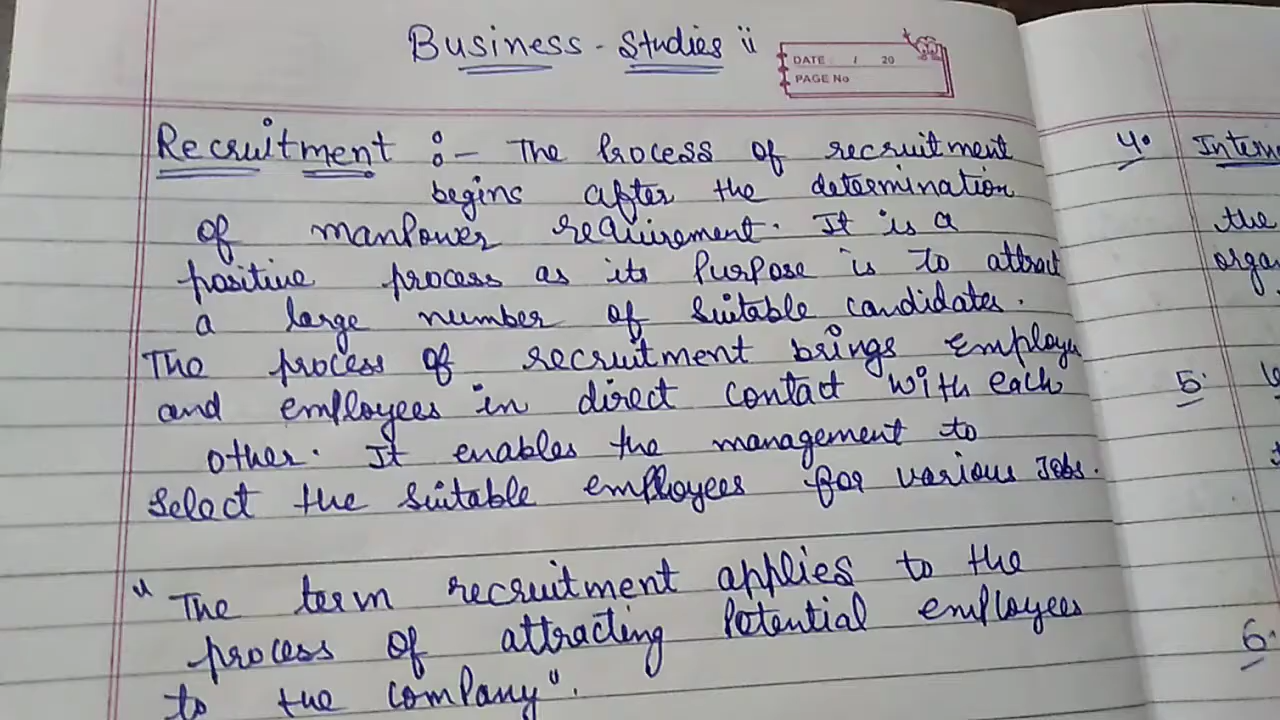 Business - Studies "
DATE / 20
PAGE No
Recruitment :- The Process of recruitment
begins after the determination
of manpower requirement. It is a
positive process as its Purpose is to attract
a large number of suitable candidates.
The process of recruitment brings
and employees in direct contact with each
other. It enables the management to
select the suitable employees for various Jobs.
" The term recruitment applies to the
process of attracting Potential employees
to the company".
4.
the
5.
6.